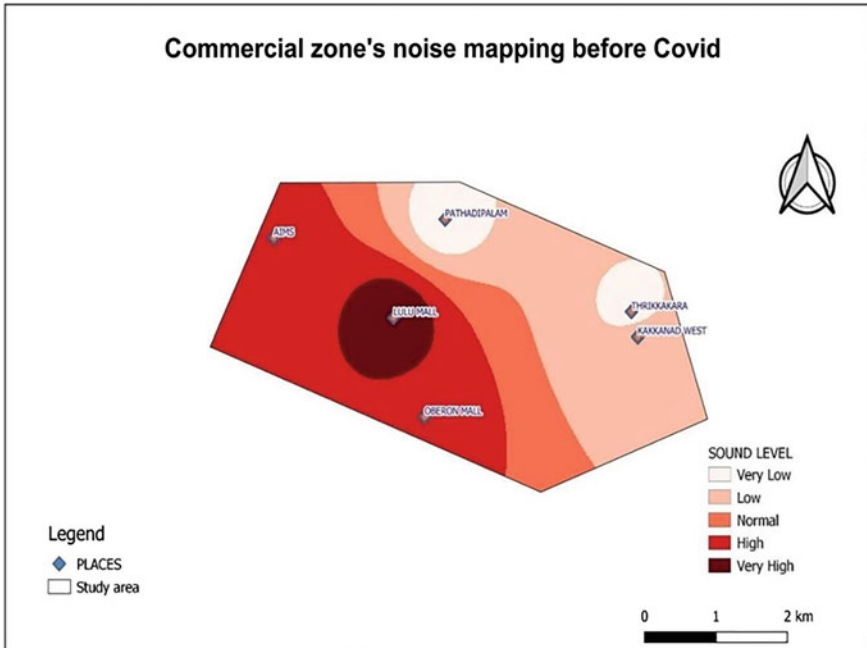 Commercial zone's noise mapping before Covid
PATHADIPALAM
AIMS
THRIKKAKARA
LULU MALL
KAKKANAD WEST
OBERON MALL
SOUND LEVEL
Very Low
Low
Normal
High
Very High
Legend
PLACES
Study area
0 1 2 km